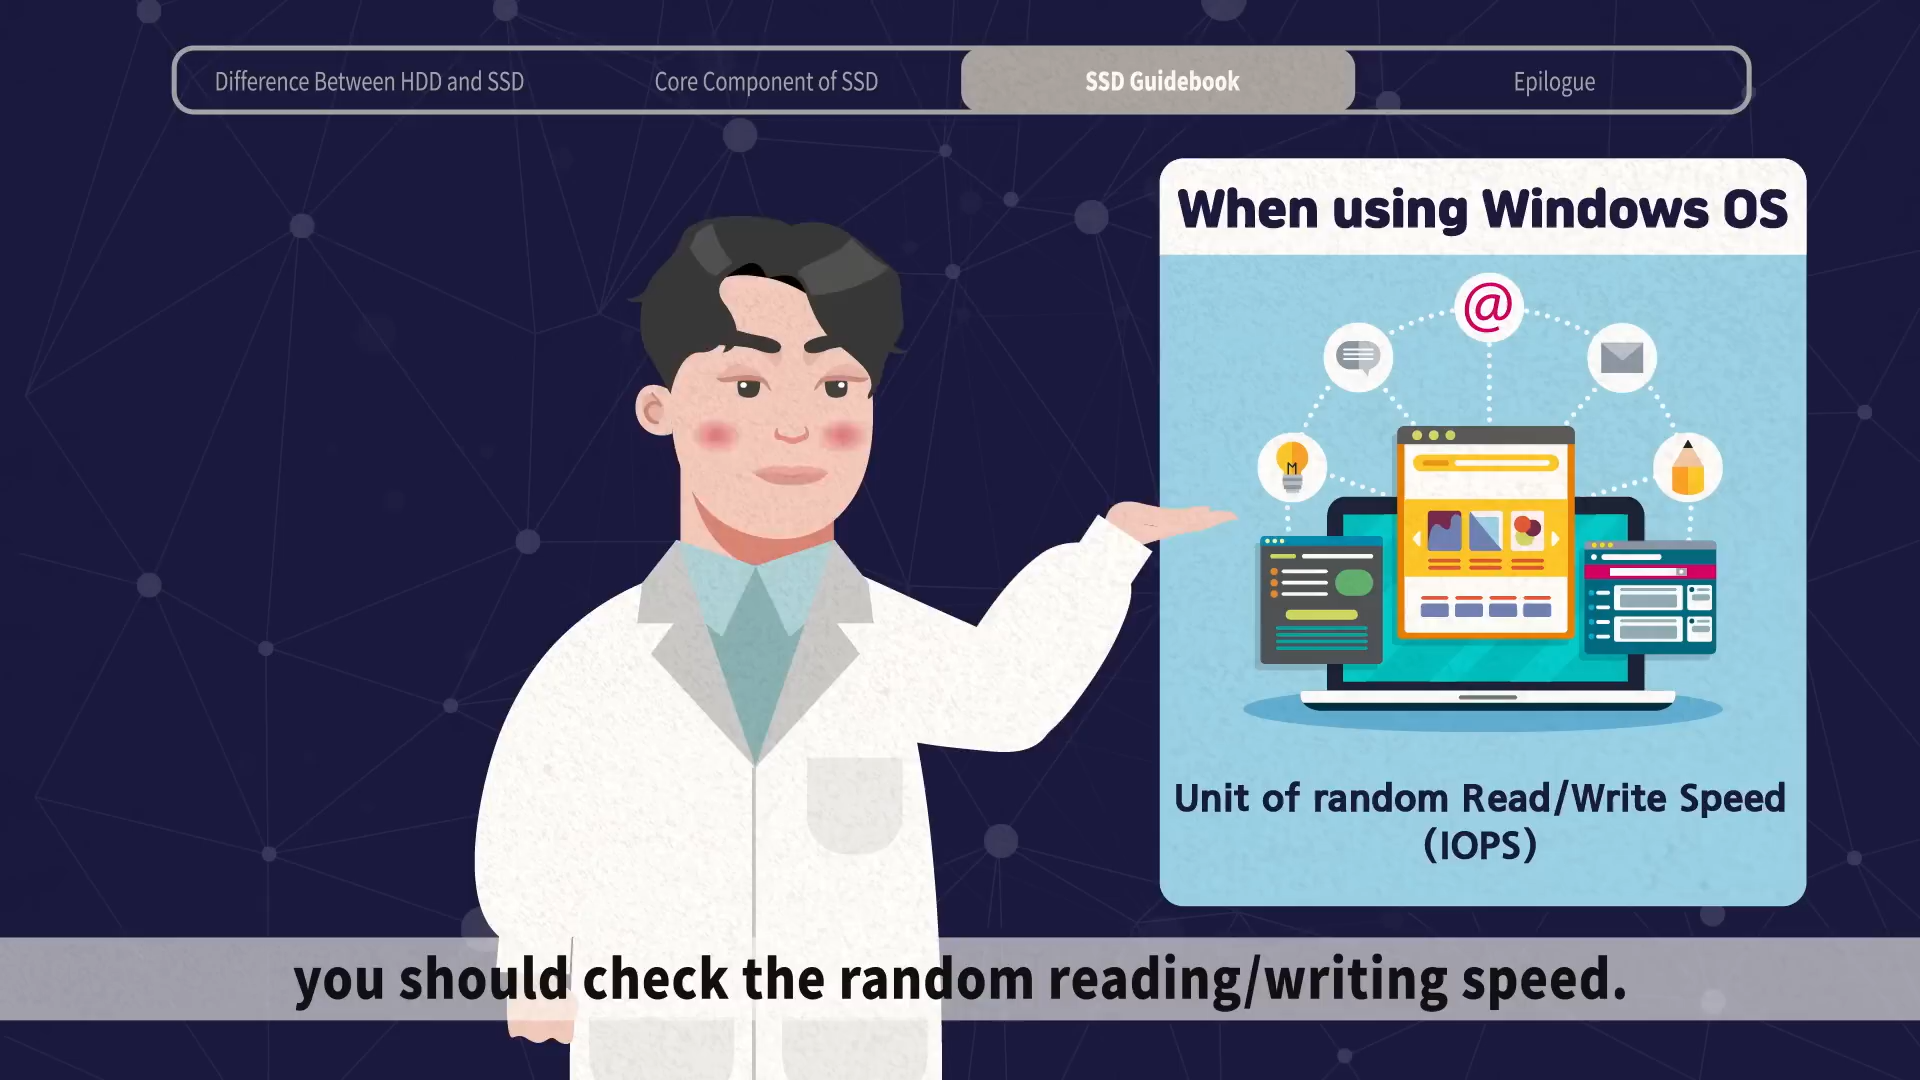 Difference Between HDD and SSD
Core Component of SSD
SSD Guidebook
Epilogue
When using Windows OS
@
Unit of random Read/Write Speed
(IOPS)
you should check the random reading/writing speed.